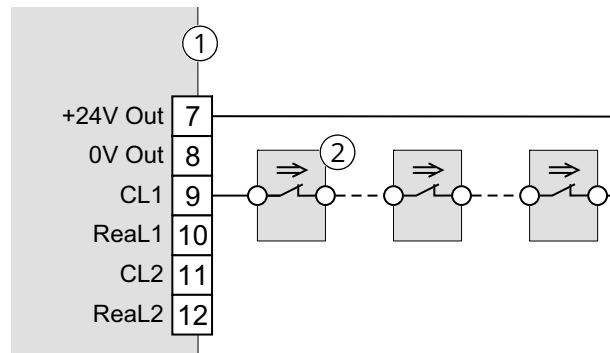 1
+24V Out 7
0V Out 8
2
CL1 9
ReaL1 10
CL2 11
ReaL2 12